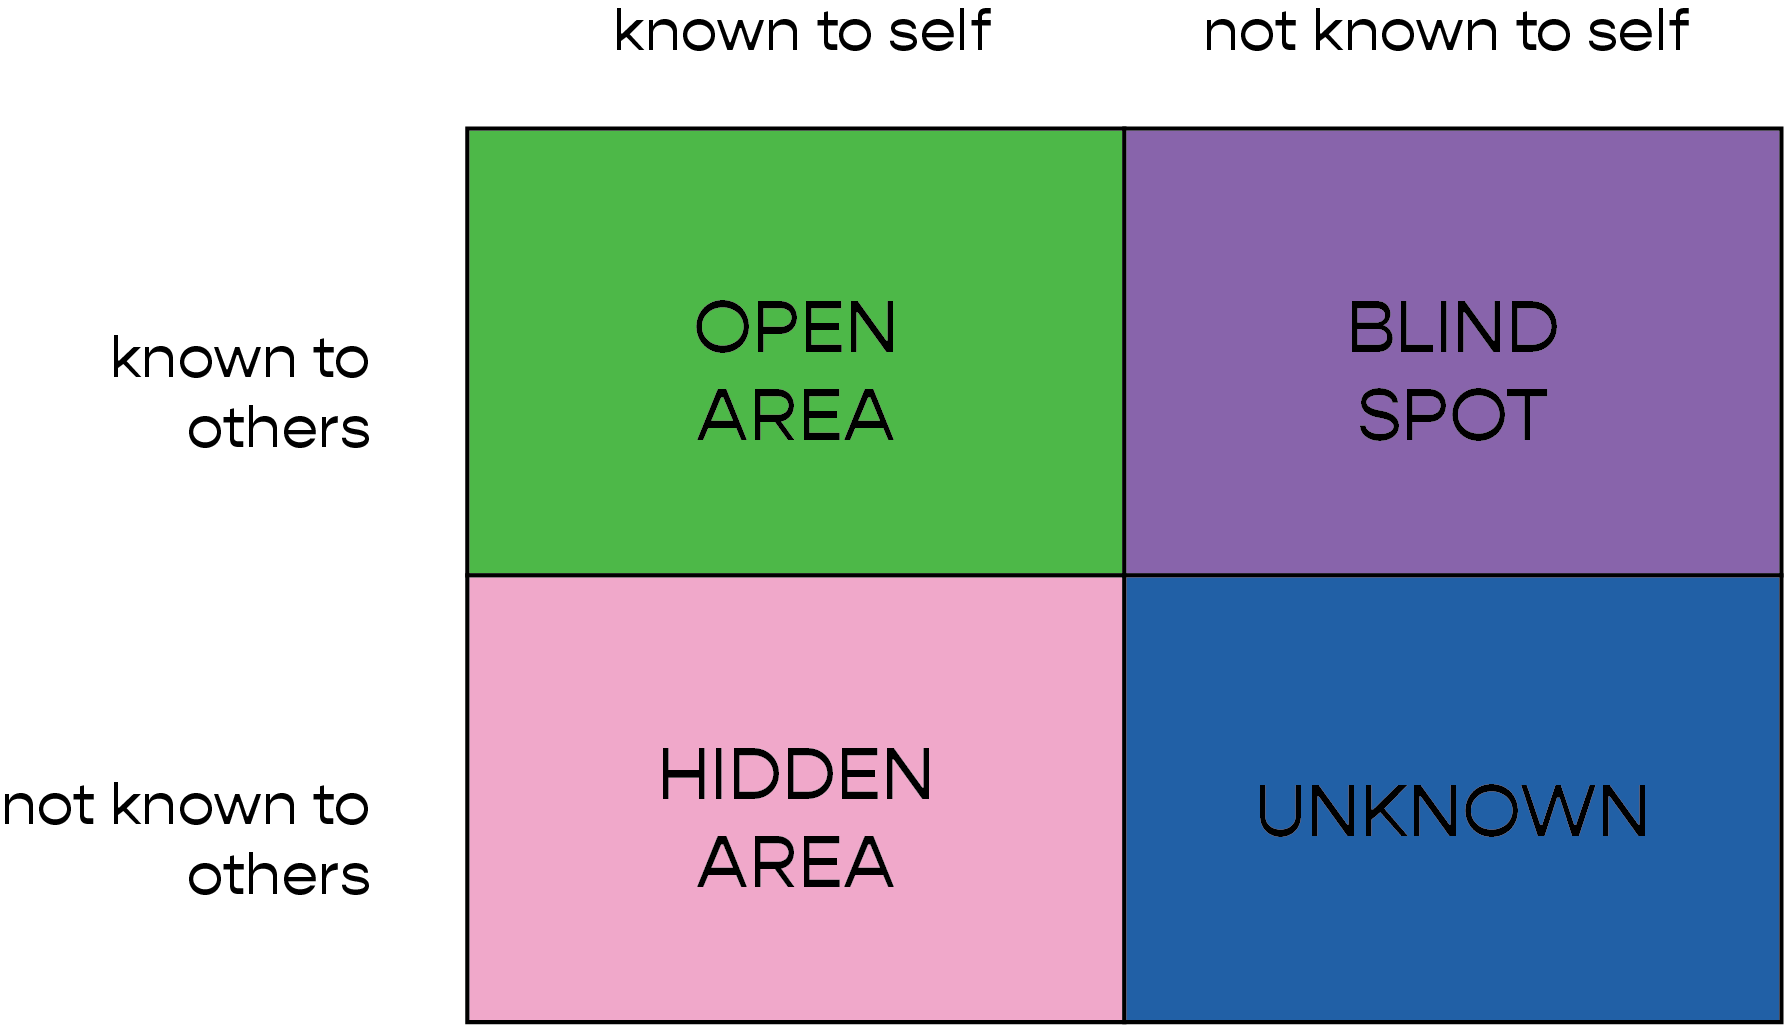 known to self
not known to self
known to
others
OPEN
AREA
BLIND
SPOT
not known to
others
HIDDEN
AREA
UNKNOWN